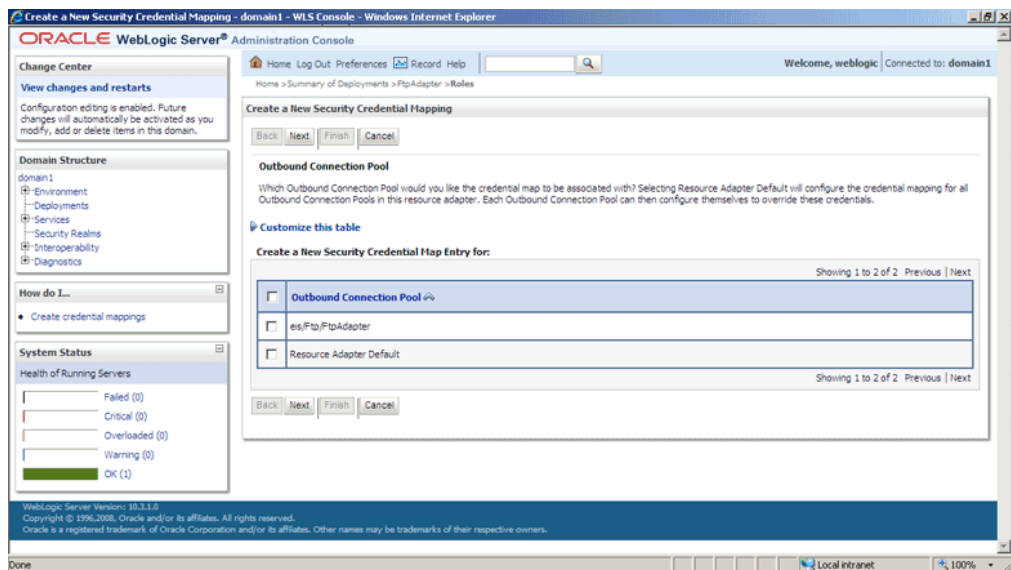 Create a New Security Credential Mapping - domain1 - WLS Console - Windows Internet Explorer
ORACLE WebLogic Server® Administration Console
Change Center
View changes and restarts
Configuration editing is enabled. Future
changes will automatically be activated as you
modify, add or delete items in this domain.
Domain Structure
domain1
Environment
Deployments
Services
Security Realms
Interoperability
Diagnostics
How do I...
Create credential mappings
System Status
Health of Running Servers
Failed (0)
Critical (0)
Overloaded (0)
Warning (0)
OK (1)
Home Log Out Preferences Record Help
Welcome, weblogic Connected to: domain1
Home >Summary of Deployments >FtpAdapter >Roles
Create a New Security Credential Mapping
Back Next Finish Cancel
Outbound Connection Pool
Which Outbound Connection Pool would you like the credential map to be associated with? Selecting Resource Adapter Default will configure the credential mapping for all
Outbound Connection Pools in this resource adapter. Each Outbound Connection Pool can then configure themselves to override these credentials.
Customize this table
Create a New Security Credential Map Entry for:
Showing 1 to 2 of 2 Previous | Next
Outbound Connection Pool
eis/Ftp/FtpAdapter
Resource Adapter Default
Showing 1 to 2 of 2 Previous | Next
Back Next Finish Cancel
WebLogic Server Version: 10.3.1.0
Copyright © 1996,2008, Oracle and/or its affiliates. All rights reserved.
Oracle is a registered trademark of Oracle Corporation and/or its affiliates. Other names may be trademarks of their respective owners.
Done
Local intranet
100%